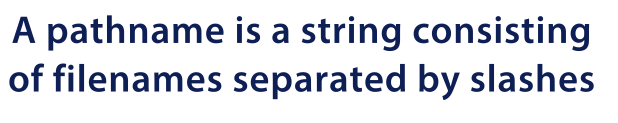 A pathname is a string consisting
of filenames separated by slashes